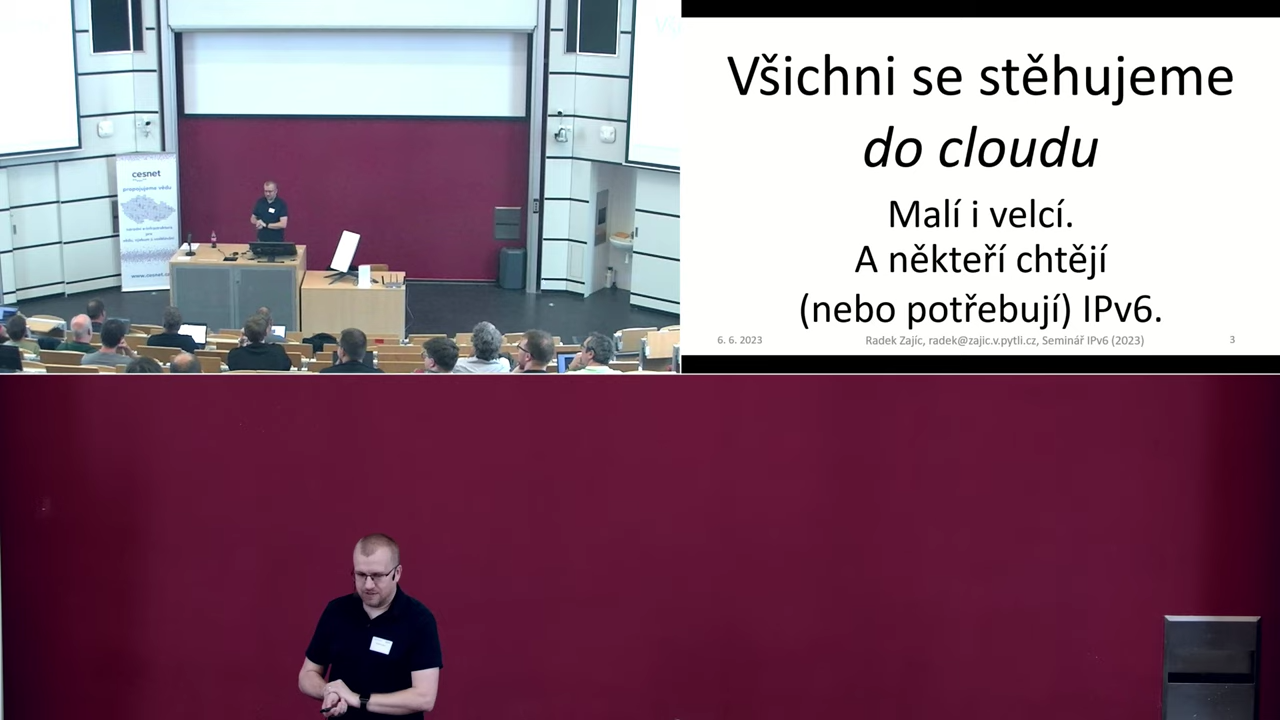 cesnet
propojujeme vědu
www.cesnet.c
Všichni se stěhujeme
do cloudu
Malí i velcí.
A někteří chtějí
(nebo potřebují) IPv6.
6. 6. 2023
Radek Zajíc, radek@zajic.v.pytli.cz, Seminář IPv6 (2023)
3